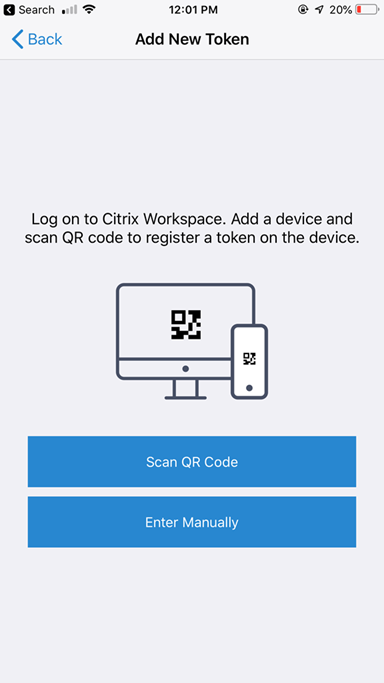 Search 12:01 PM 20%
Back Add New Token
Log on to Citrix Workspace. Add a device and
scan QR code to register a token on the device.
Scan QR Code
Enter Manually